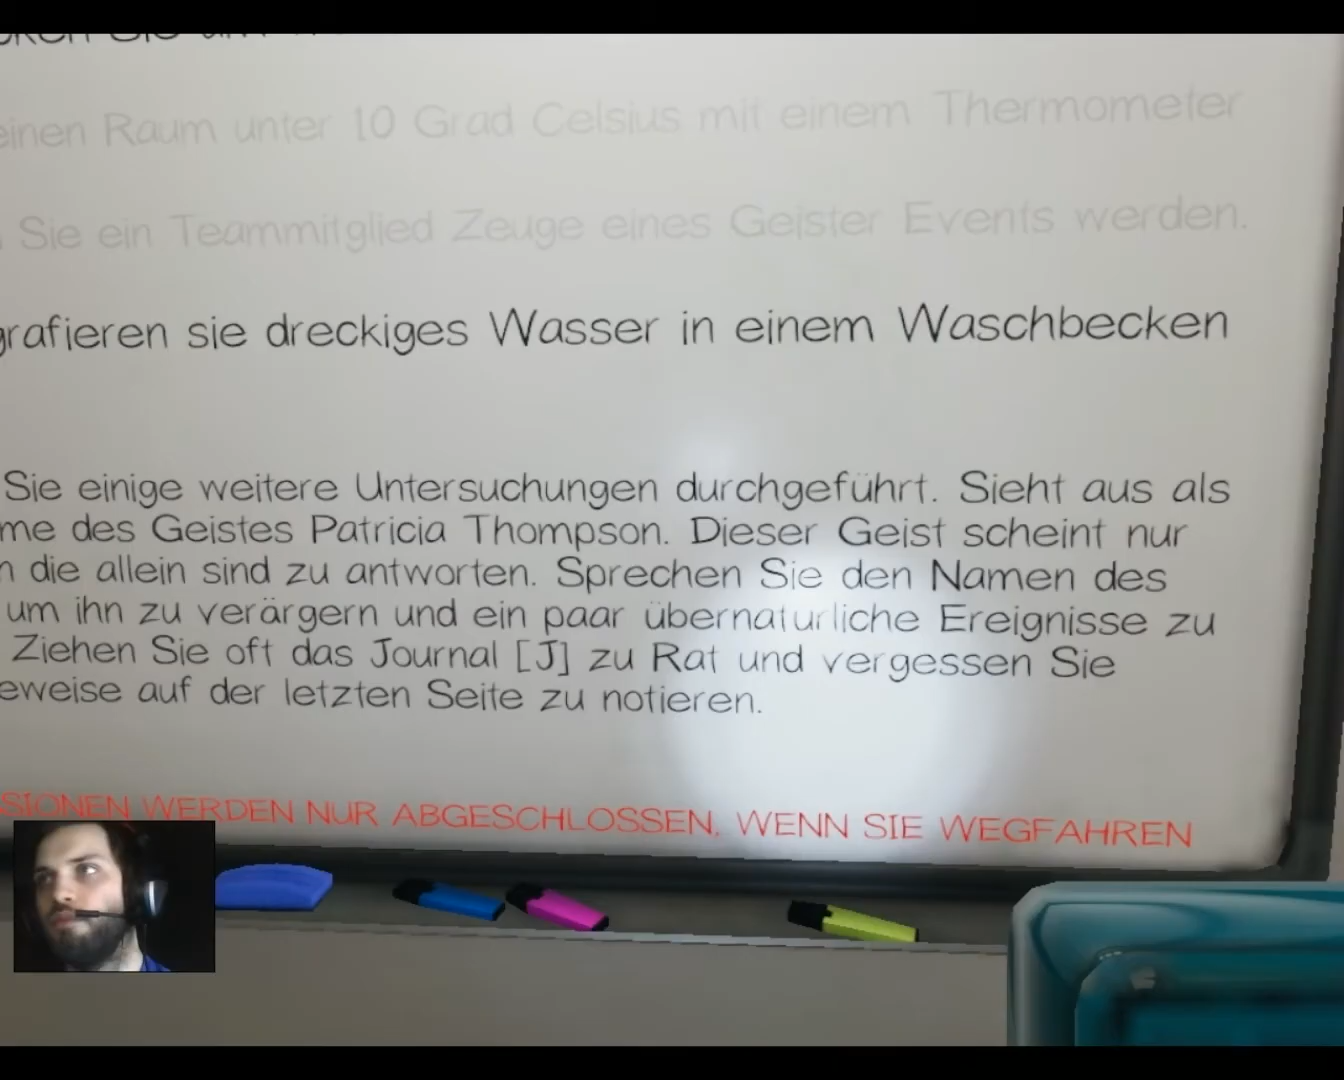 Sie um
einen Raum unter 10 Grad Celsius mit einem Thermometer
Sie ein Teammitglied Zeuge eines Geister Events werden.
grafieren sie dreckiges Wasser in einem Waschbecken
Sie einige weitere Untersuchungen durchgeführt. Sieht aus als
me des Geistes Patricia Thompson. Dieser Geist scheint nur
n die allein sind zu antworten. Sprechen Sie den Namen des
um ihn zu verärgern und ein paar übernatürliche Ereignisse zu
Ziehen Sie oft das Journal [J] zu Rat und vergessen Sie
eweise auf der letzten Seite zu notieren.
SIONEN WERDEN NUR ABGESCHLOSSEN, WENN SIE WEGFAHREN